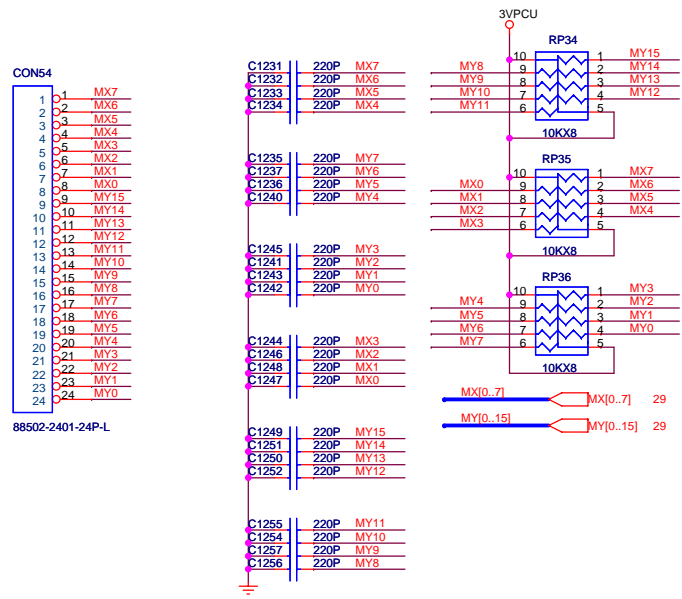 3VPCU
CON54
1 1 MX7
2 2 MX6
3 3 MX5
4 4 MX4
5 5 MX3
6 6 MX2
7 7 MX1
8 8 MX0
9 9 MY15
10 10 MY14
11 11 MY13
12 12 MY12
13 13 MY11
14 14 MY10
15 15 MY9
16 16 MY8
17 17 MY7
18 18 MY6
19 19 MY5
20 20 MY4
21 21 MY3
22 22 MY2
23 23 MY1
24 24 MY0
88502-2401-24P-L
C1231 220P MX7
C1232 220P MX6
C1233 220P MX5
C1234 220P MX4
C1235 220P MY7
C1237 220P MY6
C1236 220P MY5
C1240 220P MY4
C1245 220P MY3
C1241 220P MY2
C1243 220P MY1
C1242 220P MY0
C1244 220P MX3
C1246 220P MX2
C1248 220P MX1
C1247 220P MX0
C1249 220P MY15
C1251 220P MY14
C1250 220P MY13
C1252 220P MY12
C1255 220P MY11
C1254 220P MY10
C1257 220P MY9
C1256 220P MY8
RP34
10 1 MY15
MY8 9 2 MY14
MY9 8 3 MY13
MY10 7 4 MY12
MY11 6 5
10KX8
RP35
10 1 MX7
MX0 9 2 MX6
MX1 8 3 MX5
MX2 7 4 MX4
MX3 6 5
10KX8
RP36
10 1 MY3
MY4 9 2 MY2
MY5 8 3 MY1
MY6 7 4 MY0
MY7 6 5
10KX8
MX[0..7] MX[0..7] 29
MY[0..15] MY[0..15] 29